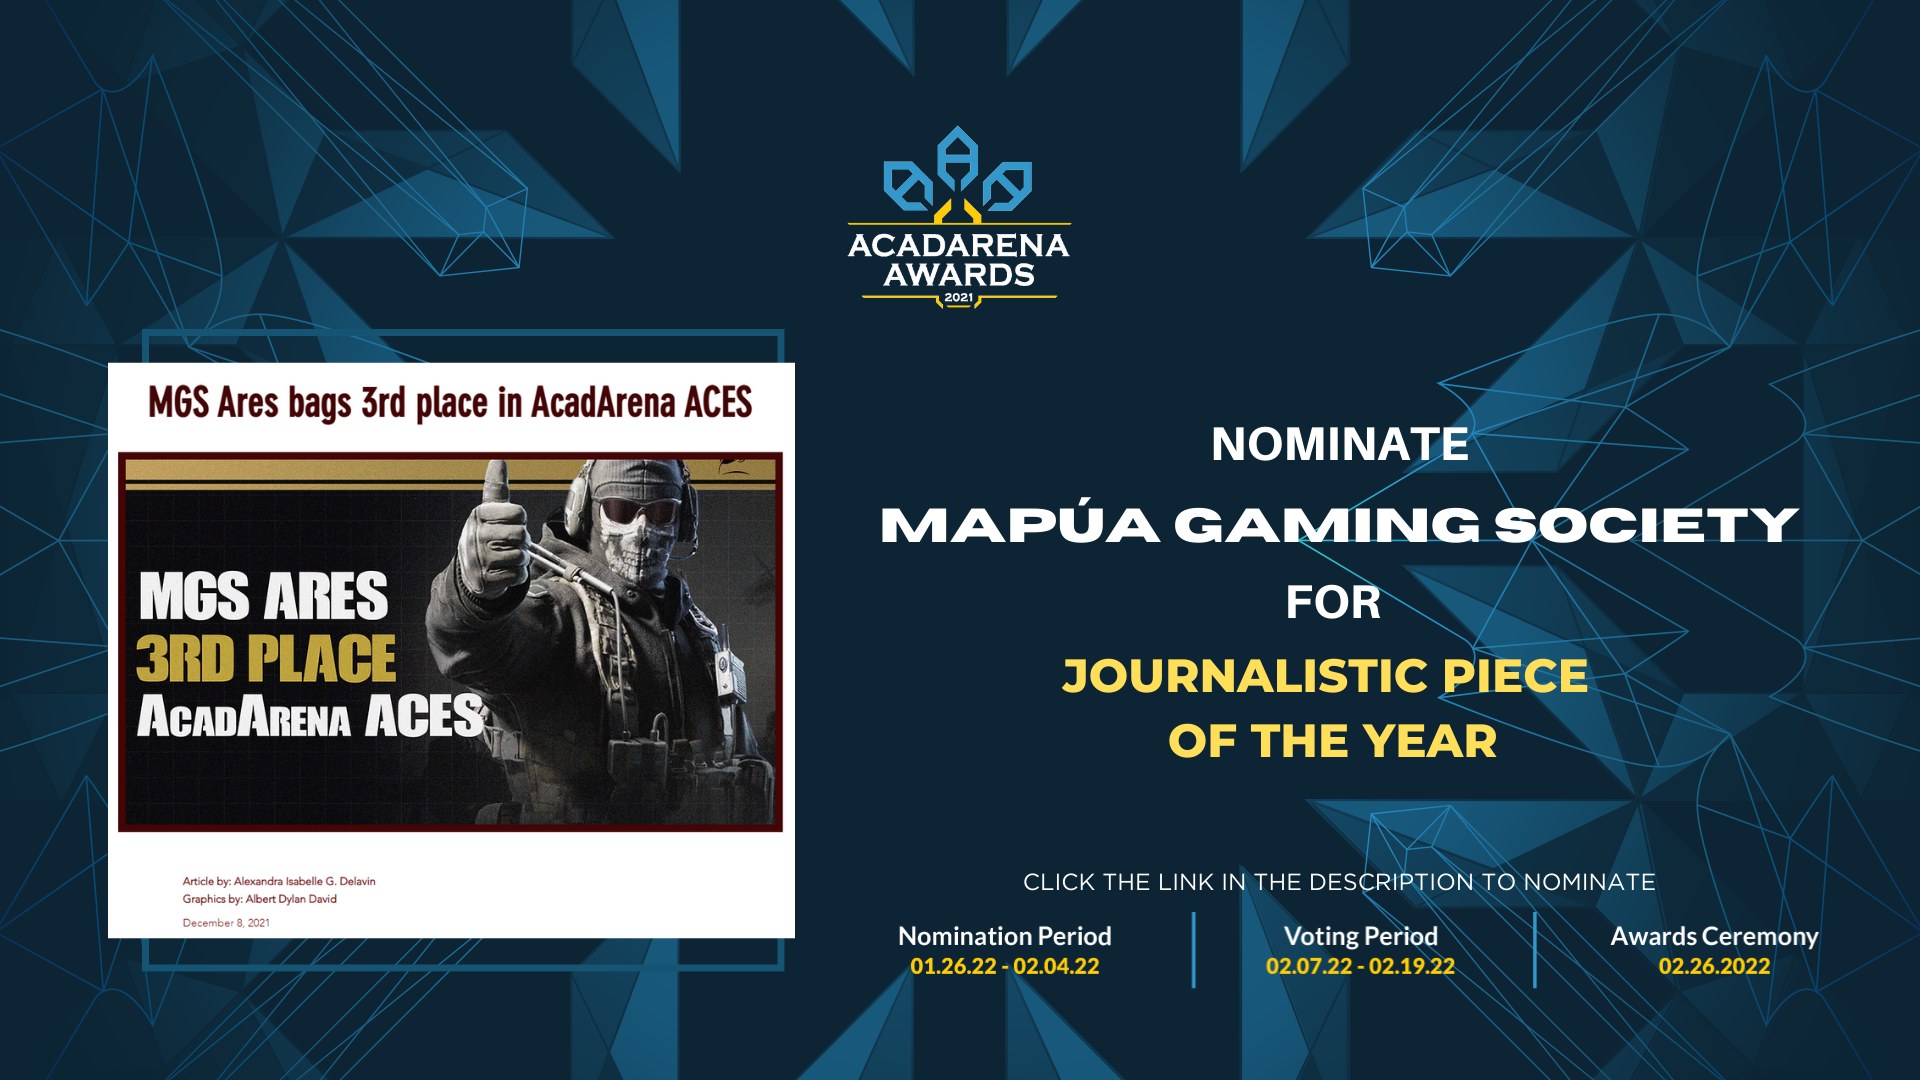 ACADARENA
AWARDS
2021
MGS Ares bags 3rd place in AcadArena ACES
MGS ARES
3RD PLACE
ACADARENA ACES
Article by: Alexandra Isabelle G. Delavin
Graphics by: Albert Dylan David
December 8, 2021
NOMINATE
MAPÚA GAMING SOCIETY
FOR
JOURNALISTIC PIECE
OF THE YEAR
CLICK THE LINK IN THE DESCRIPTION TO NOMINATE
Nomination Period
01.26.22 - 02.04.22
Voting Period
02.07.22 - 02.19.22
Awards Ceremony
02.26.2022